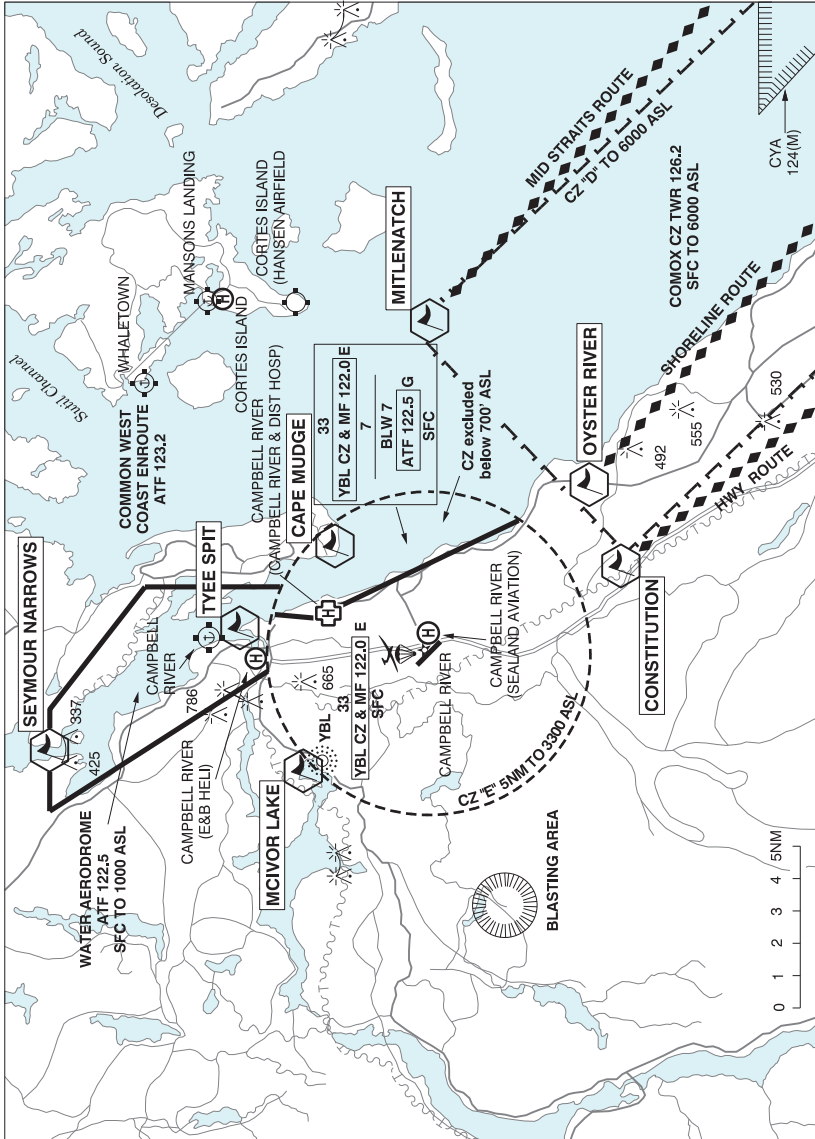 SEYMOUR NARROWS
337
425
WATER AERODROME
ATF 122.5
SFC TO 1000 ASL
CAMPBELL
RIVER
786
TYEE SPIT
CAMPBELL RIVER
(E&B HELI)
MCIVOR LAKE
YBL
665
33
YBL CZ & MF 122.0 E
SFC
CAMPBELL RIVER
CAMPBELL RIVER
(SEALAND AVIATION)
CZ "E" 5NM TO 3300 ASL
BLASTING AREA
0 1 2 3 4 5NM
Desolation Sound
Sutil Channel
COMMON WEST
COAST ENROUTE
ATF 123.2
WHALETOWN
MANSONS LANDING
CORTES ISLAND
CORTES ISLAND
(HANSEN AIRFIELD)
CAMPBELL RIVER
(CAMPBELL RIVER & DIST HOSP)
CAPE MUDGE
33
YBL CZ & MF 122.0 E
7
BLW 7
ATF 122.5 G
SFC
CZ excluded
below 700' ASL
MITLENATCH
MID STRAITS ROUTE
CZ "D" TO 6000 ASL
CYA
124(M)
COMOX CZ TWR 126.2
SFC TO 6000 ASL
SHORELINE ROUTE
OYSTER RIVER
492
555
530
HWY ROUTE
CONSTITUTION
H
H
H
H